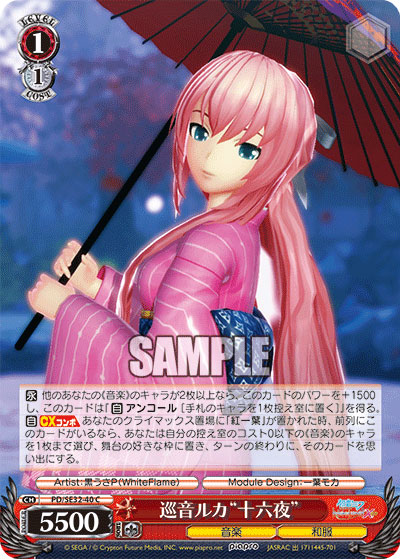 LEVEL
1
1
COST
SAMPLE
永 他のあなたの《音楽》のキャラが2枚以上なら、このカードのパワーを+1500
し、このカードは『自 アンコール [手札のキャラを1枚控え室に置く]』を得る。
自 CXコンボ あなたのクライマックス置場に「紅一葉」が置かれた時、前列にこ
のカードがいるなら、あなたは自分の控え室のコスト0以下の《音楽》のキャラ
を1枚まで選び、舞台の好きな枠に置き、ターンの終わりに、そのカードを思
い出にする。
Artist:黒うさP(WhiteFlame)
Module Design:一葉モカ
CH
PD/SE32-40 C
5500
POWER
巡音ルカ“十六夜”
音楽
和服
© SEGA / © Crypton Future Media, INC. www.piapro.net piapro JASRAC 出 1711445-701